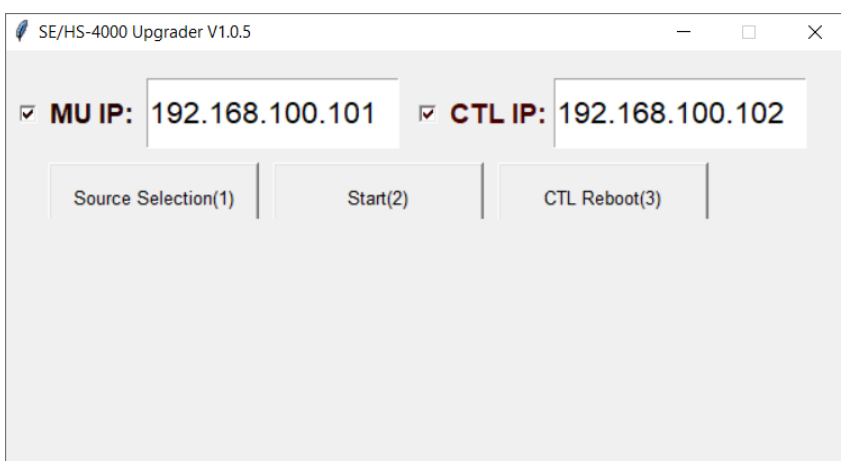 SE/HS-4000 Upgrader V1.0.5
MU IP: 192.168.100.101 CTL IP: 192.168.100.102
Source Selection(1) Start(2) CTL Reboot(3)